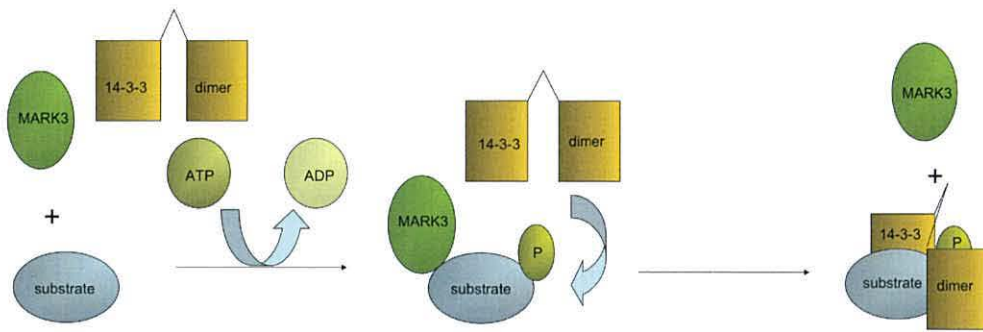 14-3-3 dimer
MARK3
ATP ADP
+
substrate
14-3-3 dimer
MARK3
P
substrate
MARK3
+
14-3-3 P
substrate
dimer